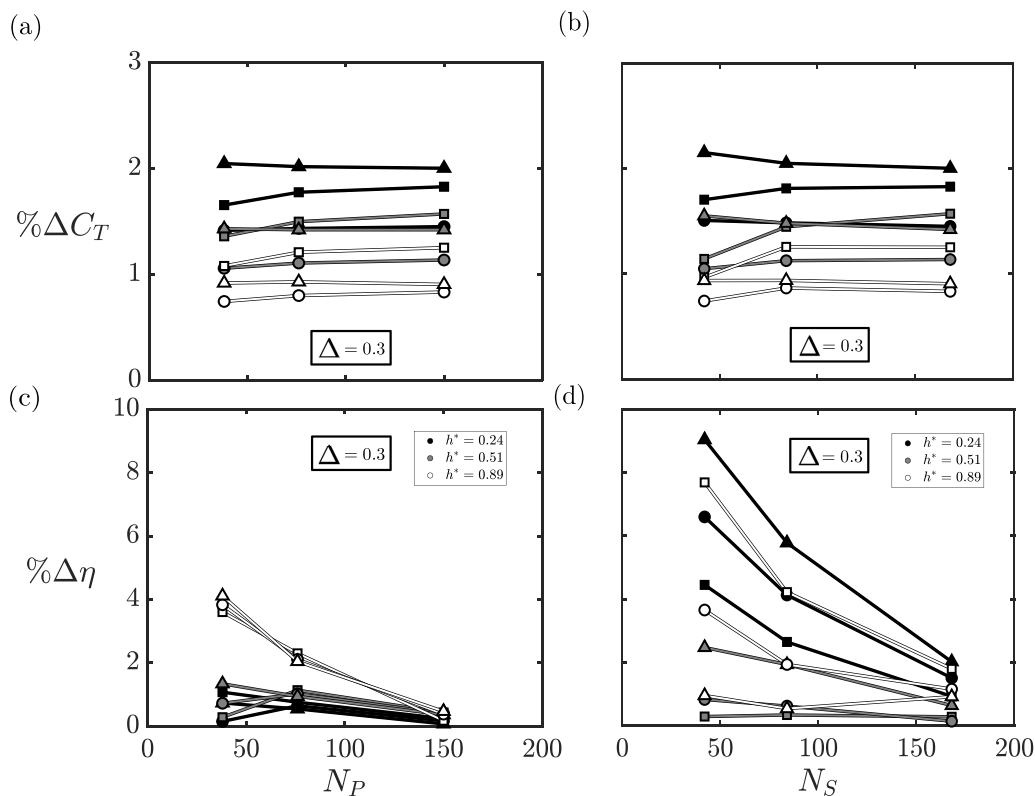 (a)
(b)
3
2
1
0
%ΔC_T
Δ = 0.3
Δ = 0.3
(c)
(d)
10
8
6
4
2
0
%Δη
Δ = 0.3
h* = 0.24
h* = 0.51
h* = 0.89
Δ = 0.3
h* = 0.24
h* = 0.51
h* = 0.89
0 50 100 150 200
0 50 100 150 200
N_P
N_S